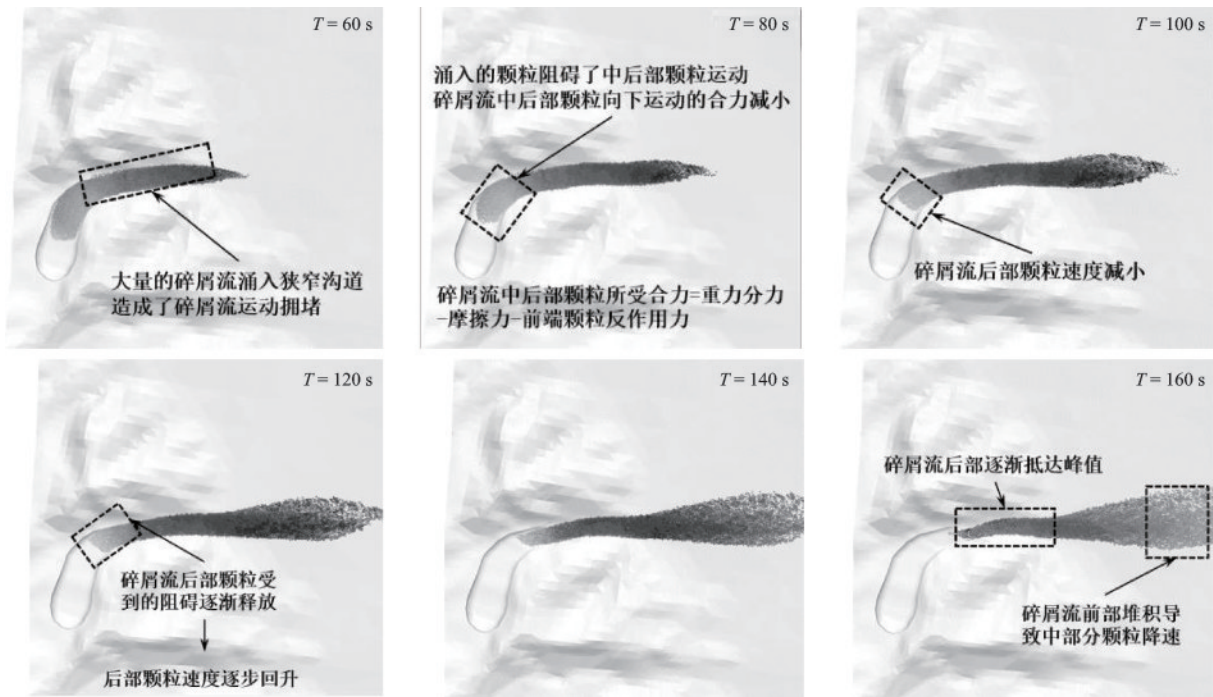 T = 60 s
大量的碎屑流涌入狭窄沟道
造成了碎屑流运动拥堵
T = 80 s
涌入的颗粒阻碍了中后部颗粒运动
碎屑流中后部颗粒向下运动的合力减小
碎屑流中后部颗粒所受合力=重力分力
-摩擦力-前端颗粒反作用力
T = 100 s
碎屑流后部颗粒速度减小
T = 120 s
碎屑流后部颗粒受
到的阻碍逐渐释放
后部颗粒速度逐步回升
T = 140 s
T = 160 s
碎屑流后部逐渐抵达峰值
碎屑流前部堆积导
致中部分颗粒降速